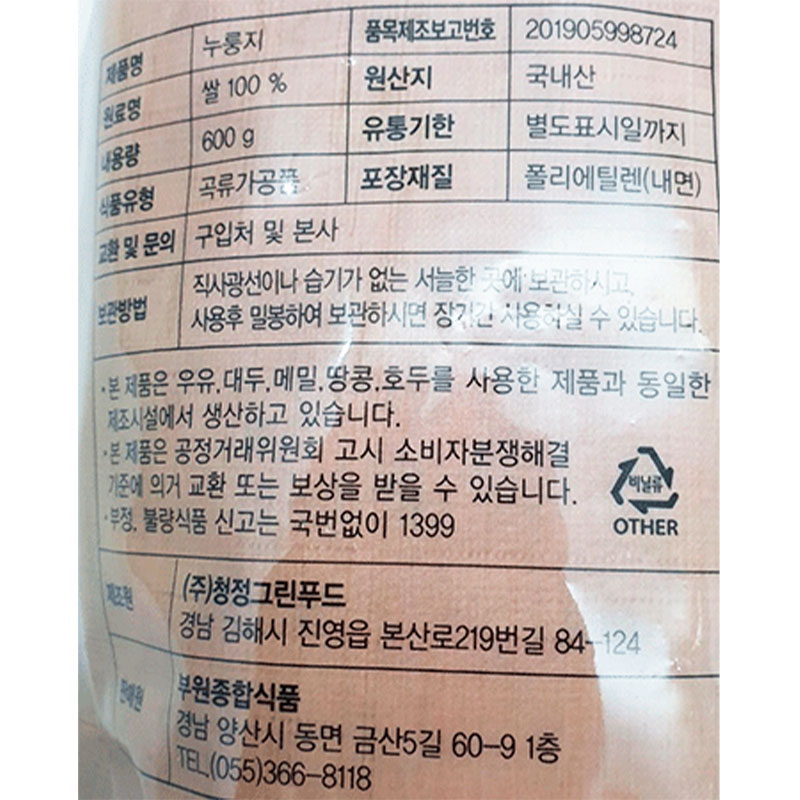 제품명 누룽지 품목제조보고번호 201905998724
원료명 쌀 100 % 원산지 국내산
내용량 600 g 유통기한 별도표시일까지
식품유형 곡류가공품 포장재질 폴리에틸렌(내면)
교환 및 문의 구입처 및 본사
보관방법 직사광선이나 습기가 없는 서늘한 곳에 보관하시고,
사용후 밀봉하여 보관하시면 장기간 사용하실 수 있습니다.
·본 제품은 우유,대두,메밀,땅콩,호두를 사용한 제품과 동일한
제조시설에서 생산하고 있습니다.
·본 제품은 공정거래위원회 고시 소비자분쟁해결
기준에 의거 교환 또는 보상을 받을 수 있습니다.
·부정, 불량식품 신고는 국번없이 1399
비닐류
OTHER
제조원 (주)청정그린푸드
경남 김해시 진영읍 본산로219번길 84-124
판매원 부원종합식품
경남 양산시 동면 금산5길 60-9 1층
TEL.(055)366-8118